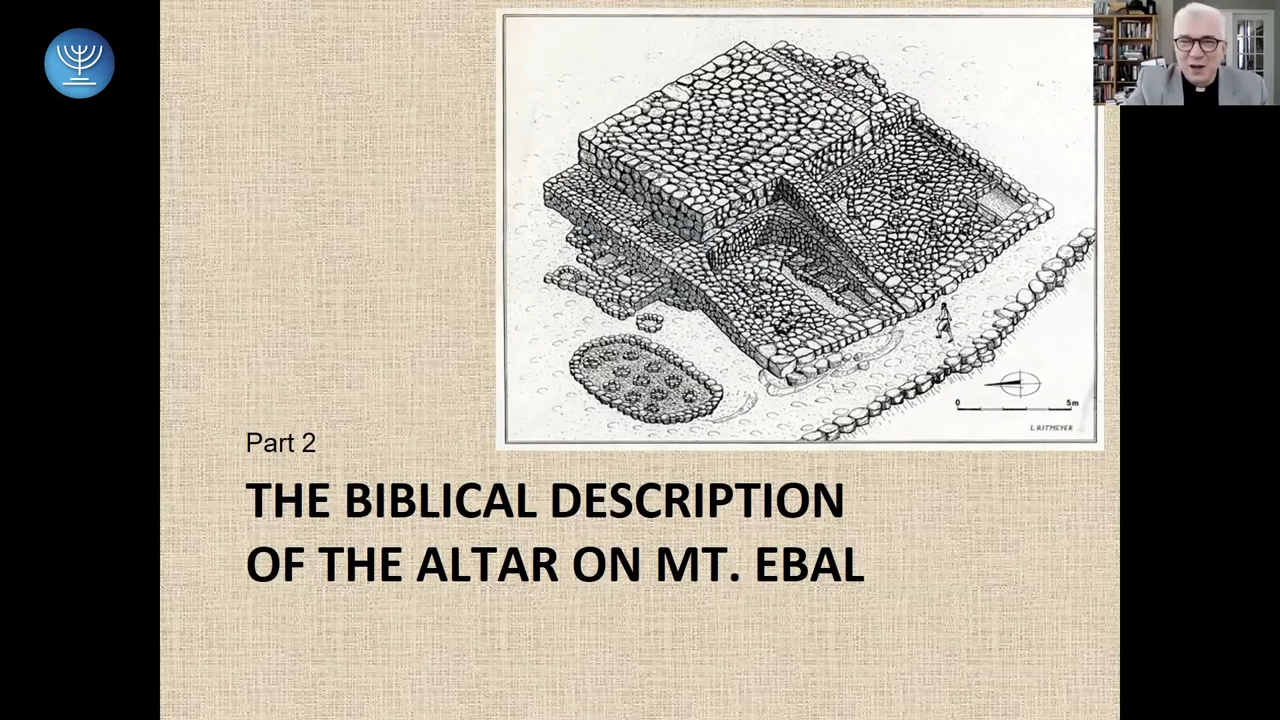 0 5m
L. RITMEYER
Part 2
THE BIBLICAL DESCRIPTION
OF THE ALTAR ON MT. EBAL